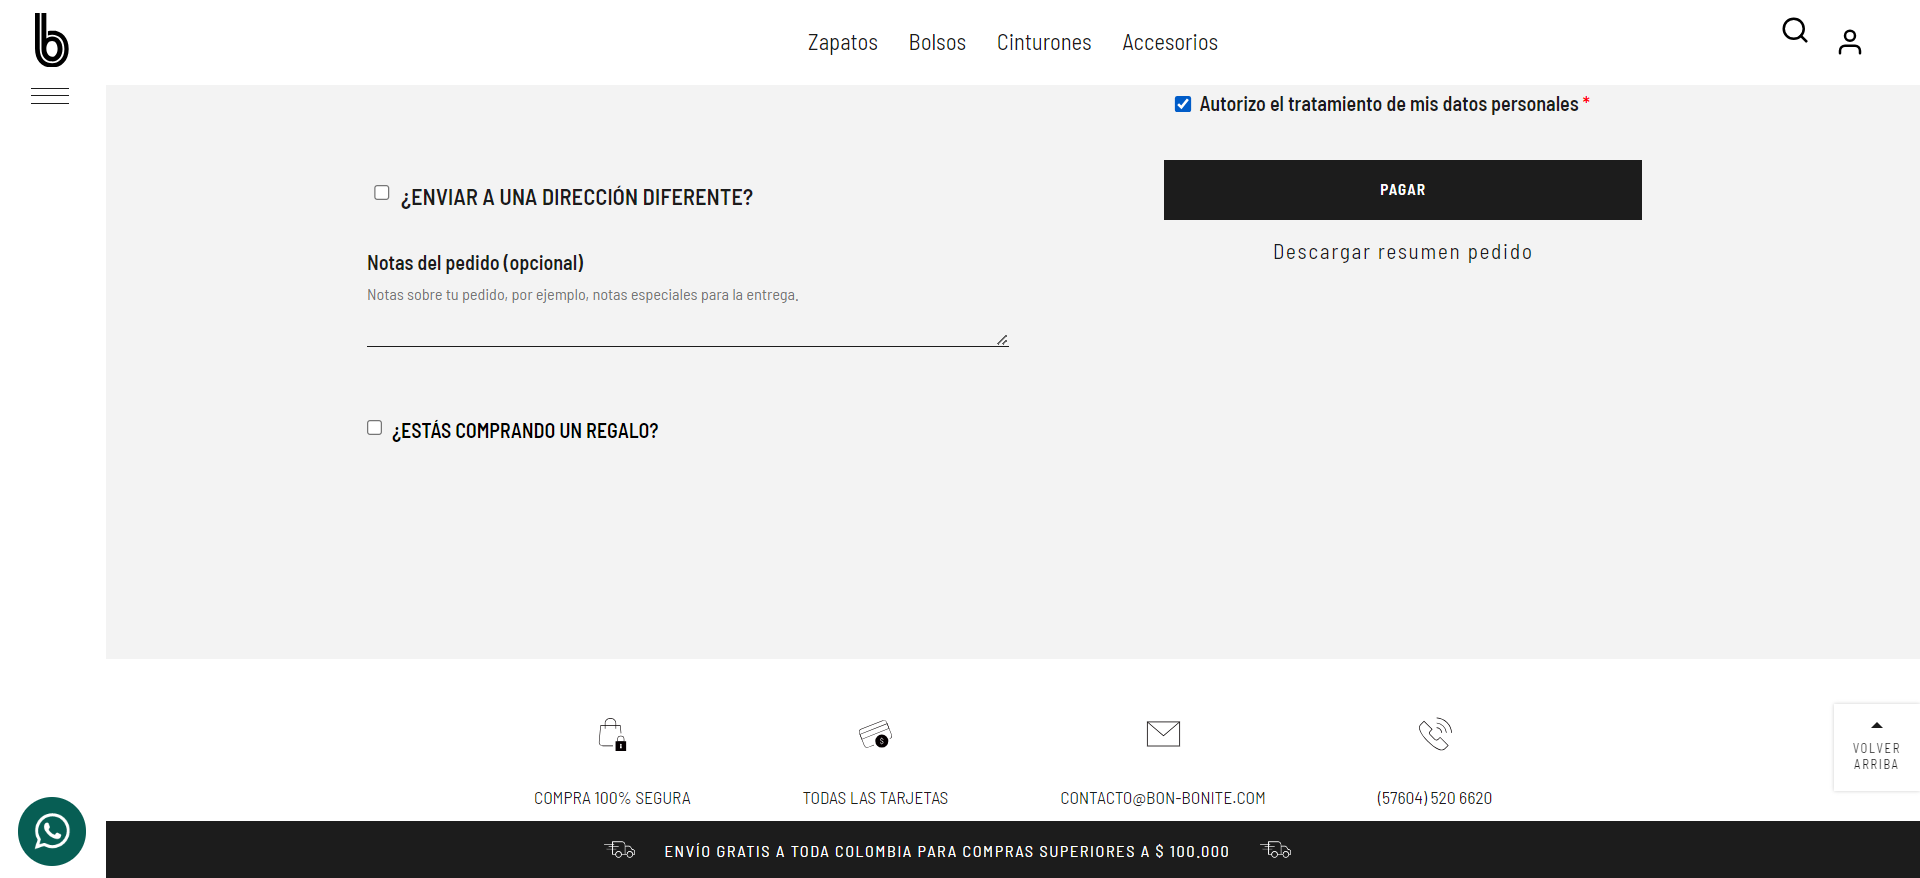 b
Zapatos Bolsos Cinturones Accesorios
Autorizo el tratamiento de mis datos personales *
PAGAR
Descargar resumen pedido
¿ENVIAR A UNA DIRECCIÓN DIFERENTE?
Notas del pedido (opcional)
Notas sobre tu pedido, por ejemplo, notas especiales para la entrega.
¿ESTÁS COMPRANDO UN REGALO?
COMPRA 100% SEGURA
TODAS LAS TARJETAS
CONTACTO@BON-BONITE.COM
(57604) 520 6620
VOLVER
ARRIBA
ENVÍO GRATIS A TODA COLOMBIA PARA COMPRAS SUPERIORES A $ 100.000